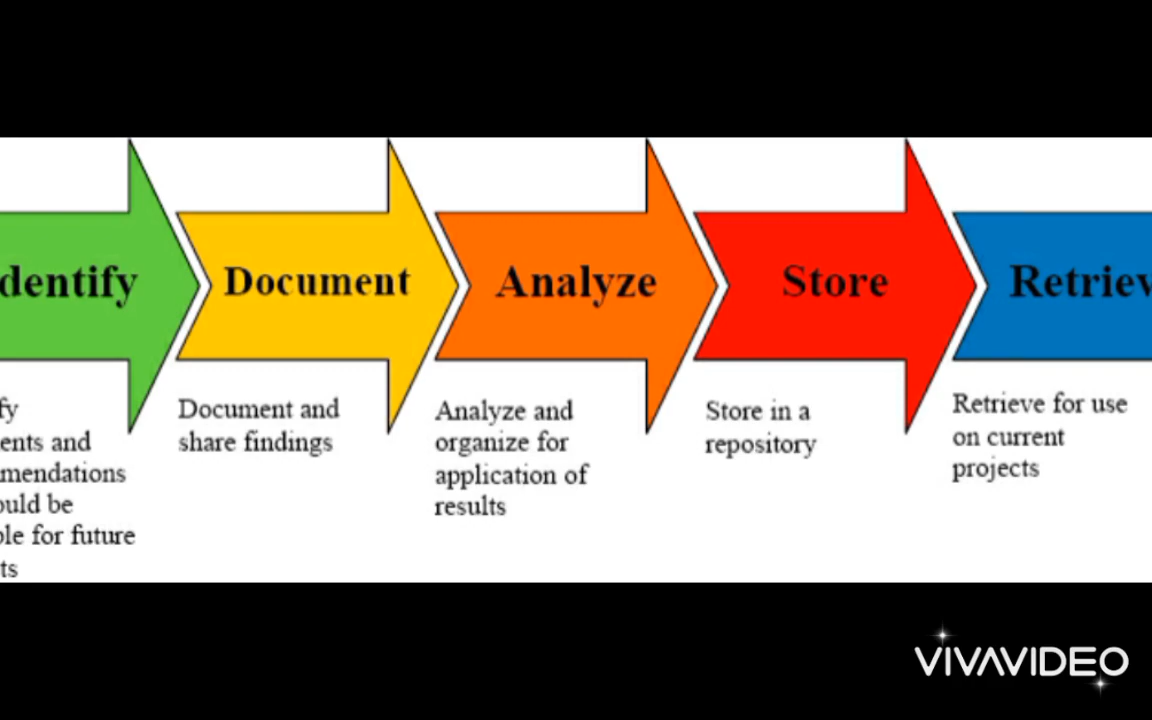 dentify
Document
Analyze
Store
Retriev
fy
ents and
mendations
ould be
ole for future
ts
Document and
share findings
Analyze and
organize for
application of
results
Store in a
repository
Retrieve for use
on current
projects
VIVAVIDEO